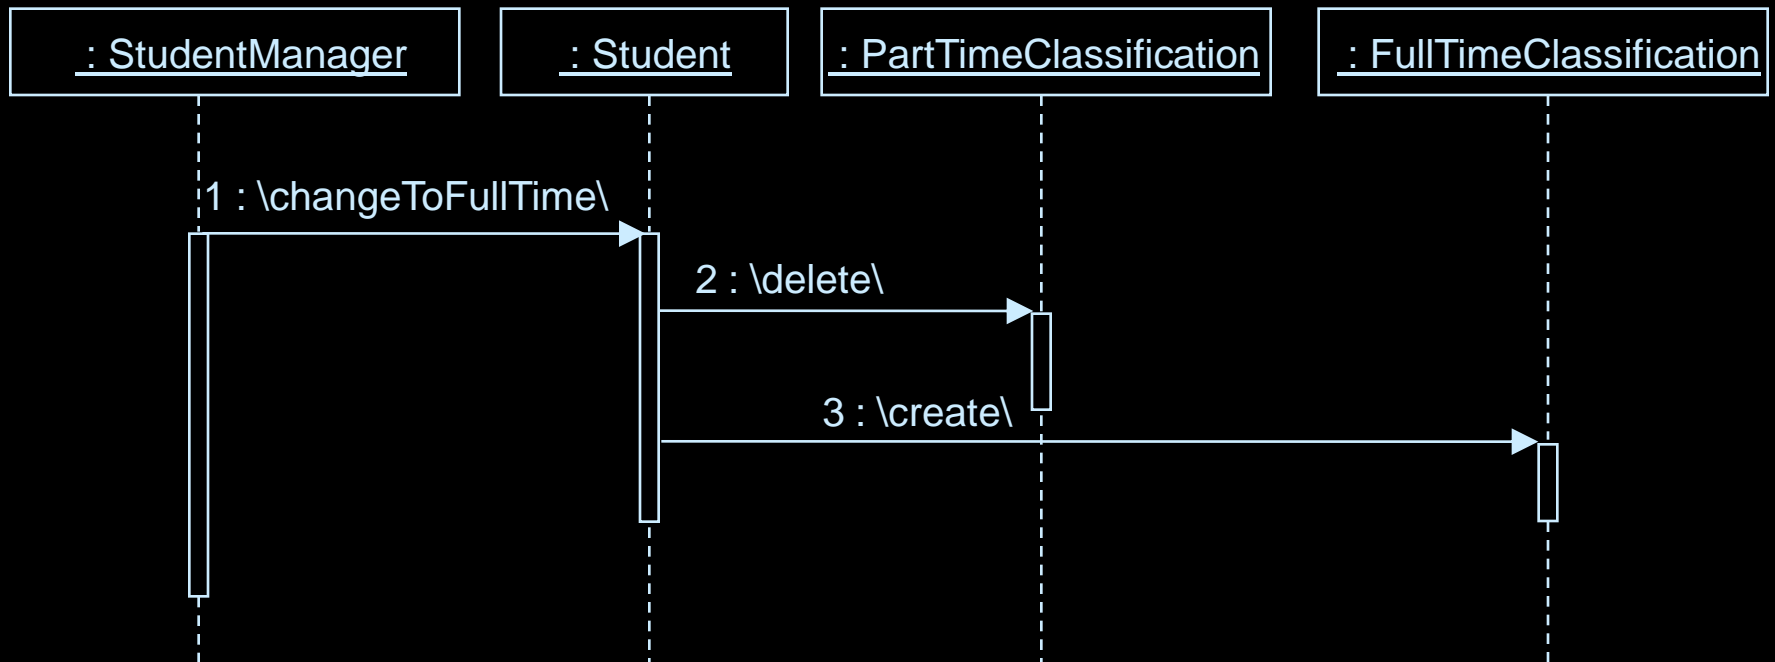 : StudentManager
: Student
: PartTimeClassification
: FullTimeClassification
1 : \changeToFullTime\
2 : \delete\
3 : \create\